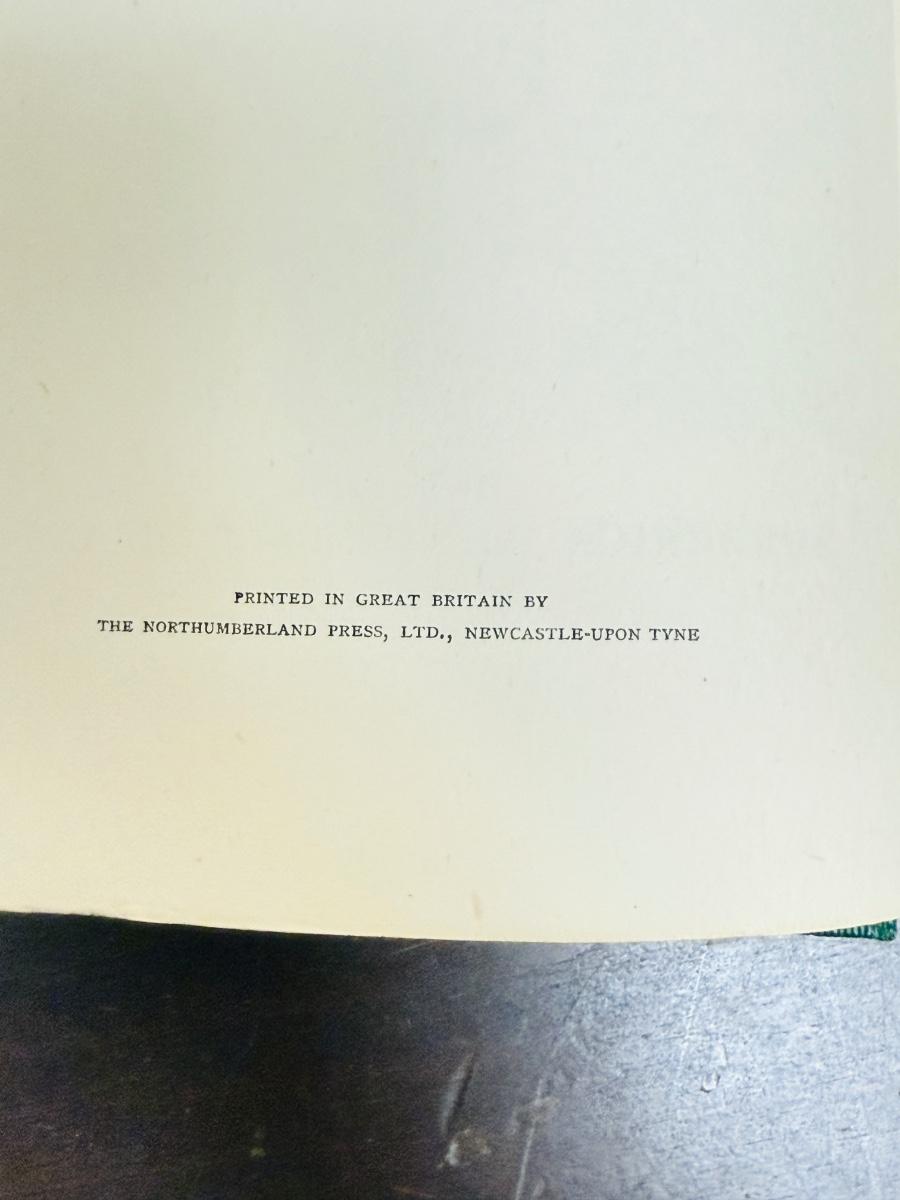 PRINTED IN GREAT BRITAIN BY
THE NORTHUMBERLAND PRESS, LTD., NEWCASTLE-UPON TYNE